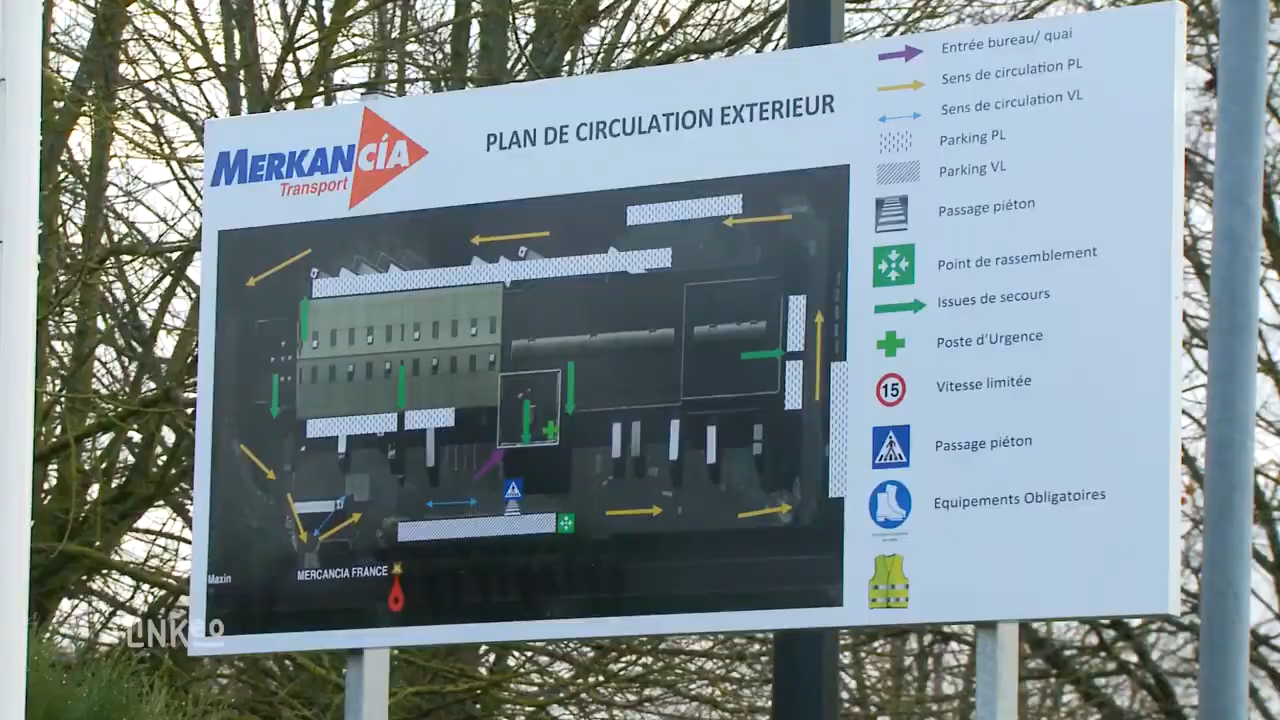 MERKANCÍA
Transport
PLAN DE CIRCULATION EXTERIEUR
Entrée bureau/ quai
Sens de circulation PL
Sens de circulation VL
Parking PL
Parking VL
Passage piéton
Point de rassemblement
Issues de secours
Poste d'Urgence
15
Vitesse limitée
Passage piéton
Equipements Obligatoires
Maxin
MERCANCIA FRANCE
LINKCO